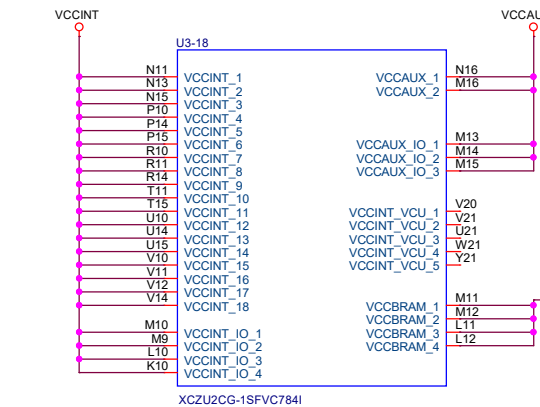 VCCINT VCCAU
U3-18
N11 VCCINT_1 VCCAUX_1 N16
N13 VCCINT_2 VCCAUX_2 M16
N15 VCCINT_3
P10 VCCINT_4
P14 VCCINT_5
P15 VCCINT_6 VCCAUX_IO_1 M13
R10 VCCINT_7 VCCAUX_IO_2 M14
R11 VCCINT_8 VCCAUX_IO_3 M15
R14 VCCINT_9
T11 VCCINT_10
T15 VCCINT_11 VCCINT_VCU_1 V20
U10 VCCINT_12 VCCINT_VCU_2 V21
U14 VCCINT_13 VCCINT_VCU_3 U21
U15 VCCINT_14 VCCINT_VCU_4 W21
V10 VCCINT_15 VCCINT_VCU_5 Y21
V11 VCCINT_16
V12 VCCINT_17
V14 VCCINT_18 VCCBRAM_1 M11
VCCBRAM_2 M12
M10 VCCINT_IO_1 VCCBRAM_3 L11
M9 VCCINT_IO_2 VCCBRAM_4 L12
L10 VCCINT_IO_3
K10 VCCINT_IO_4
XCZU2CG-1SFVC784I